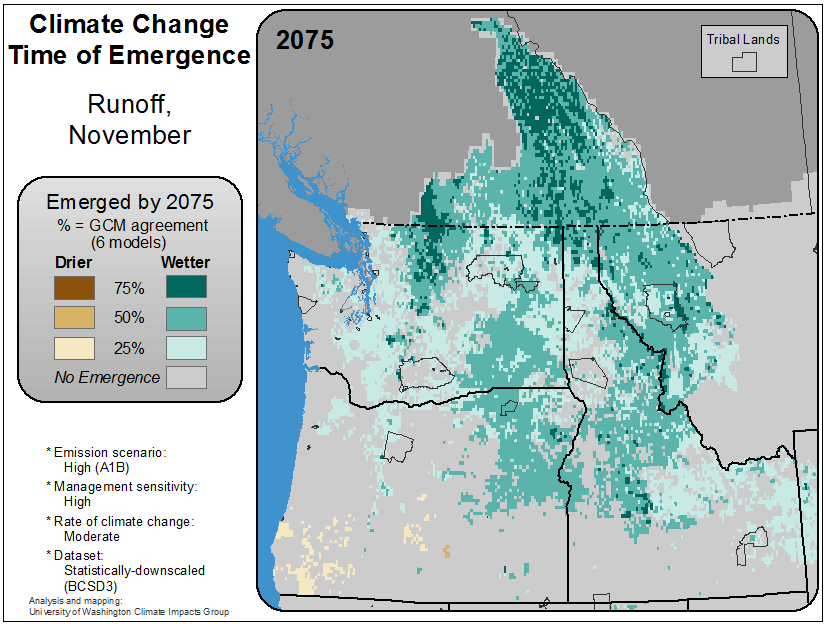 Climate Change
Time of Emergence
Runoff,
November
Emerged by 2075
% = GCM agreement
(6 models)
Drier Wetter
75%
50%
25%
No Emergence
* Emission scenario:
High (A1B)
* Management sensitivity:
High
* Rate of climate change:
Moderate
* Dataset:
Statistically-downscaled
(BCSD3)
Analysis and mapping:
University of Washington Climate Impacts Group
2075
Tribal Lands